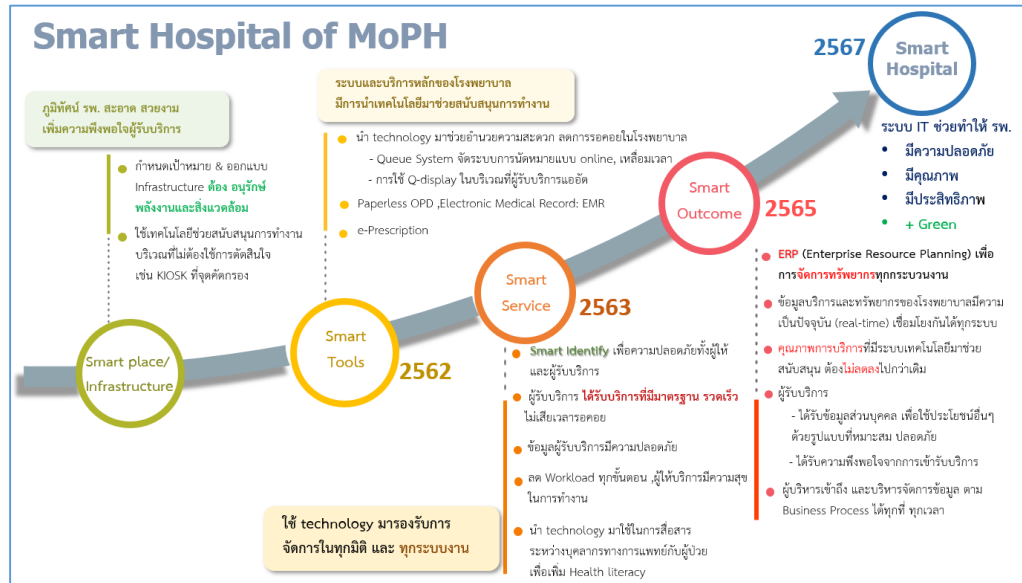 Smart Hospital of MoPH
2567
Smart
Hospital
ภูมิทัศน์ รพ. สะอาด สวยงาม
เพิ่มความพึงพอใจผู้รับบริการ
กำหนดเป้าหมาย & ออกแบบ
Infrastructure ต้อง อนุรักษ์
พลังงานและสิ่งแวดล้อม
ใช้เทคโนโลยีช่วยสนับสนุนการทำงาน
บริเวณที่ไม่ต้องใช้การตัดสินใจ
เช่น KIOSK ที่จุดคัดกรอง
Smart place/
Infrastructure
ระบบและบริการหลักของโรงพยาบาล
มีการนำเทคโนโลยีมาช่วยสนับสนุนการทำงาน
นำ technology มาช่วยอำนวยความสะดวก ลดการรอคอยในโรงพยาบาล
- Queue System จัดระบบการนัดหมายแบบ online, เหลื่อมเวลา
- การใช้ Q-display ในบริเวณที่ผู้รับบริการแออัด
Paperless OPD ,Electronic Medical Record: EMR
e-Prescription
Smart
Tools
2562
Smart
Service
2563
Smart Identify เพื่อความปลอดภัยทั้งผู้ให้
และผู้รับบริการ
ผู้รับบริการ ได้รับบริการที่มีมาตรฐาน รวดเร็ว
ไม่เสียเวลารอคอย
ข้อมูลผู้รับบริการมีความปลอดภัย
ลด Workload ทุกขั้นตอน ,ผู้ให้บริการมีความสุข
ในการทำงาน
นำ technology มาใช้ในการสื่อสาร
ระหว่างบุคลากรทางการแพทย์กับผู้ป่วย
เพื่อเพิ่ม Health literacy
ใช้ technology มารองรับการ
จัดการในทุกมิติ และ ทุกระบบงาน
Smart
Outcome
2565
ERP (Enterprise Resource Planning) เพื่อ
การจัดการทรัพยากรทุกกระบวนงาน
ข้อมูลบริการและทรัพยากรของโรงพยาบาลมีความ
เป็นปัจจุบัน (real-time) เชื่อมโยงกันได้ทุกระบบ
คุณภาพการบริการที่มีระบบเทคโนโลยีมาช่วย
สนับสนุน ต้องไม่ลดลงไปกว่าเดิม
ผู้รับบริการ
- ได้รับข้อมูลส่วนบุคคล เพื่อใช้ประโยชน์อื่นๆ
ด้วยรูปแบบที่หมาะสม ปลอดภัย
- ได้รับความพึงพอใจจากการเข้ารับบริการ
ผู้บริหารเข้าถึง และบริหารจัดการข้อมูล ตาม
Business Process ได้ทุกที่ ทุกเวลา
ระบบ IT ช่วยทำให้ รพ.
• มีความปลอดภัย
• มีคุณภาพ
• มีประสิทธิภาพ
• + Green